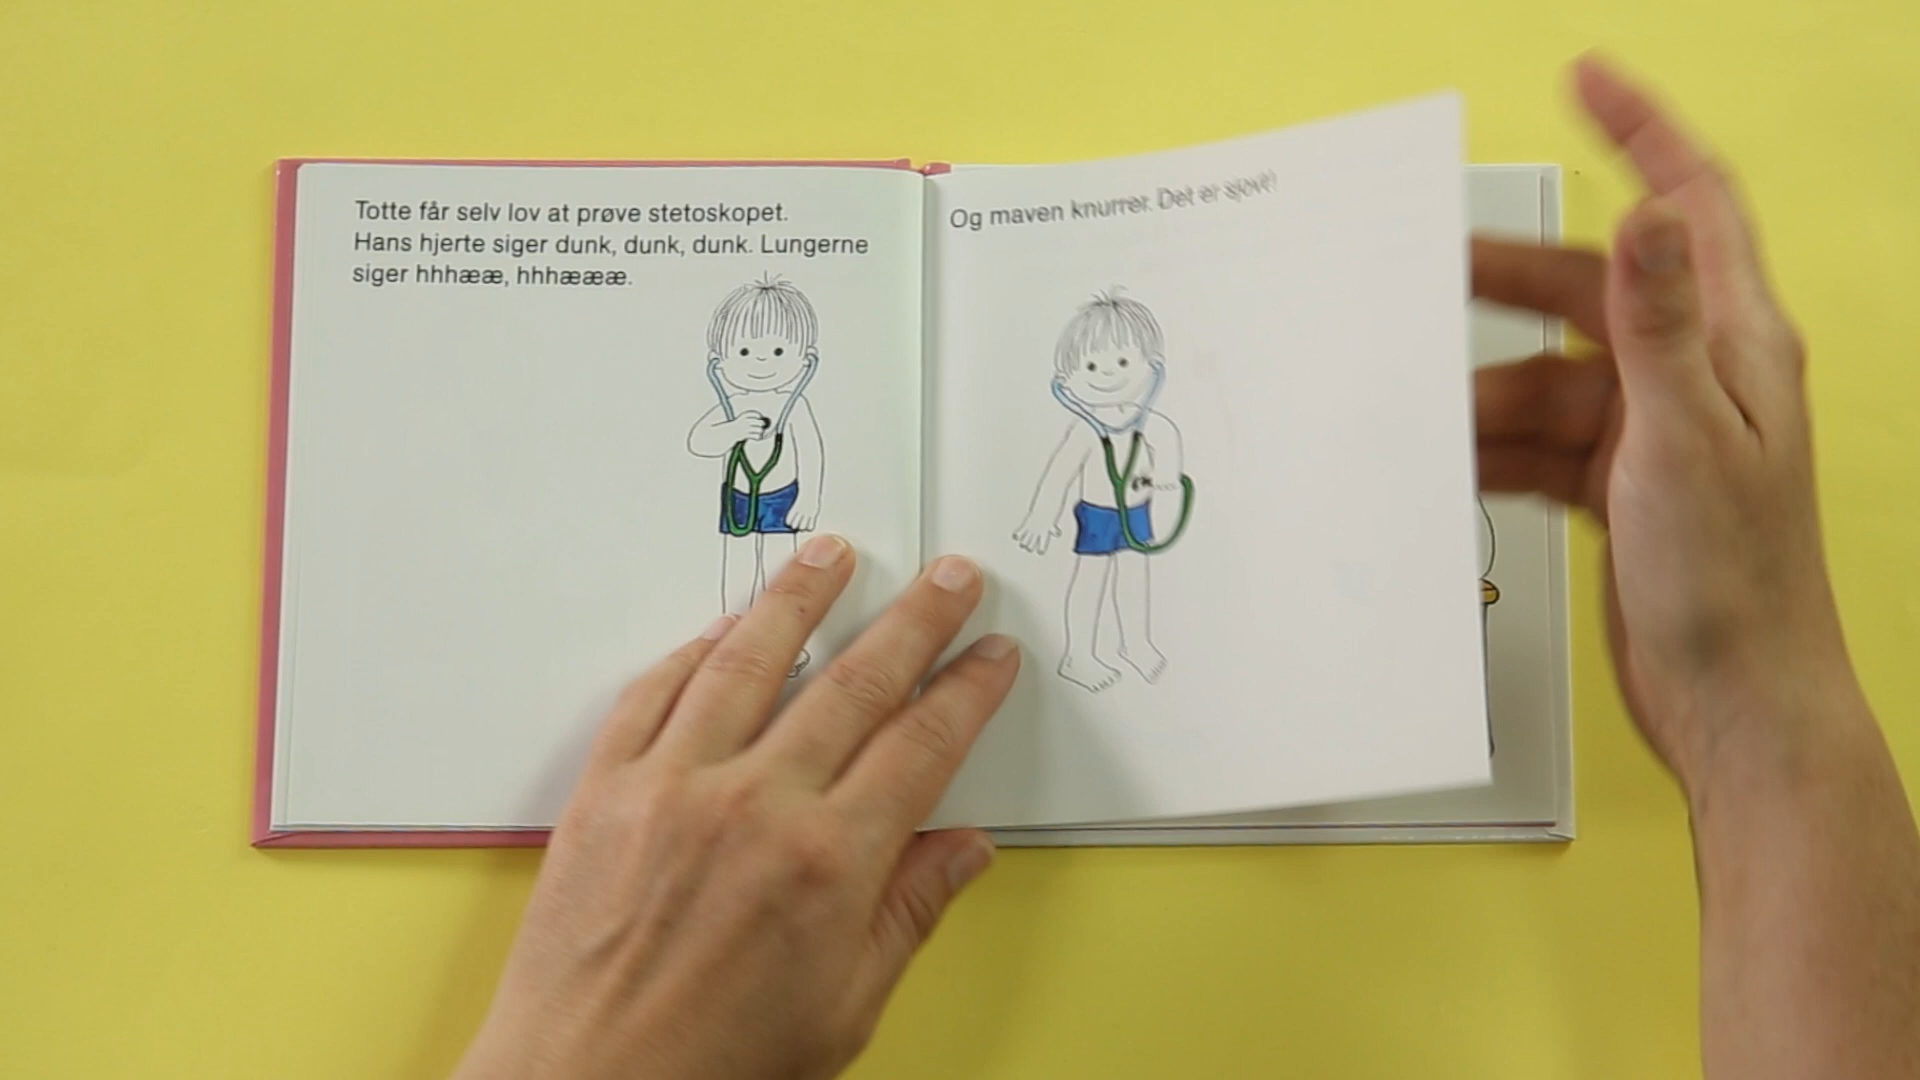 Totte får selv lov at prøve stetoskopet.
Hans hjerte siger dunk, dunk, dunk. Lungerne
siger hhhææ, hhhæææ.
Og maven knurrer. Det er sjovt!